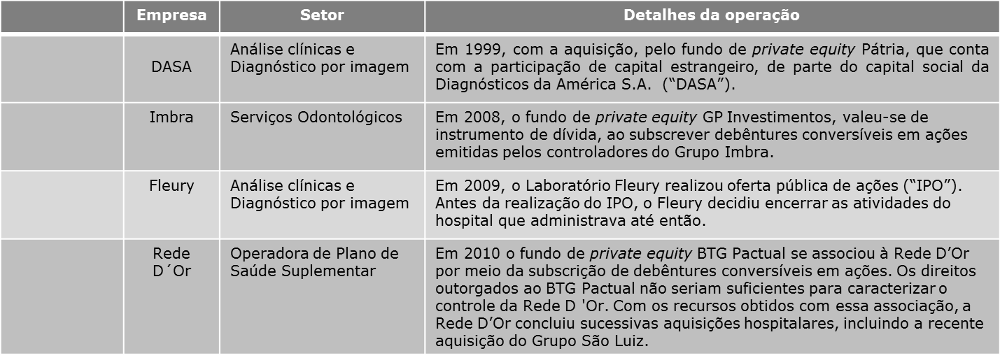 Empresa Setor Detalhes da operação
DASA
Análise clínicas e
Diagnóstico por imagem
Em 1999, com a aquisição, pelo fundo de private equity Pátria, que conta
com a participação de capital estrangeiro, de parte do capital social da
Diagnósticos da América S.A. (“DASA”).
Imbra
Serviços Odontológicos
Em 2008, o fundo de private equity GP Investimentos, valeu-se de
instrumento de dívida, ao subscrever debêntures conversíveis em ações
emitidas pelos controladores do Grupo Imbra.
Fleury
Análise clínicas e
Diagnóstico por imagem
Em 2009, o Laboratório Fleury realizou oferta pública de ações (“IPO”).
Antes da realização do IPO, o Fleury decidiu encerrar as atividades do
hospital que administrava até então.
Rede
D´Or
Operadora de Plano de
Saúde Suplementar
Em 2010 o fundo de private equity BTG Pactual se associou à Rede D’Or
por meio da subscrição de debêntures conversíveis em ações. Os direitos
outorgados ao BTG Pactual não seriam suficientes para caracterizar o
controle da Rede D 'Or. Com os recursos obtidos com essa associação, a
Rede D’Or concluiu sucessivas aquisições hospitalares, incluindo a recente
aquisição do Grupo São Luiz.